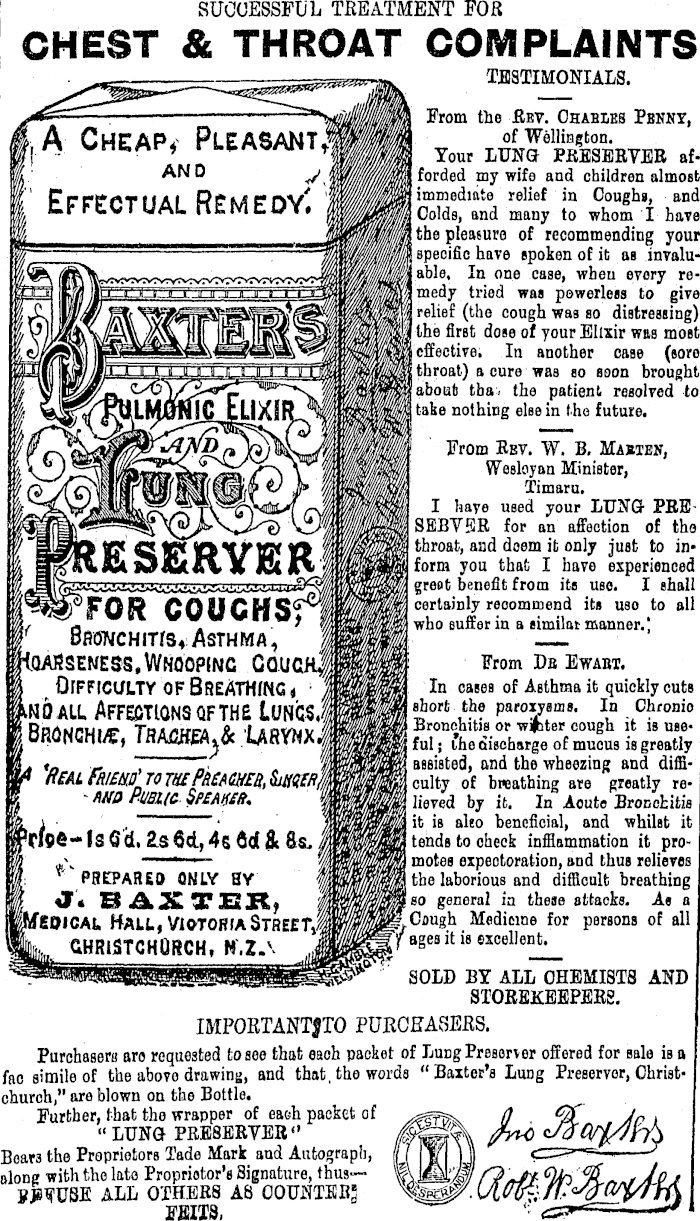 SUCCESSFUL TREATMENT FOR
CHEST & THROAT COMPLAINTS
A CHEAP, PLEASANT,
AND
EFFECTUAL REMEDY.
BAXTER'S
PULMONIC ELIXIR
AND
LUNG
PRESERVER
FOR COUGHS,
BRONCHITIS, ASTHMA,
HOARSENESS, WHOOPING COUGH,
DIFFICULTY OF BREATHING,
AND ALL AFFECTIONS OF THE LUNGS,
BRONCHIÆ, TRACHEA, & LARYNX.
A 'REAL FRIEND' TO THE PREACHER, SINGER,
AND PUBLIC SPEAKER.
Price-1s 6d. 2s 6d, 4s 6d & 8s.
PREPARED ONLY BY
J. BAXTER,
MEDICAL HALL, VICTORIA STREET,
CHRISTCHURCH, N.Z.
GAMBLE
WELLINGTON
TESTIMONIALS.
From the REV. CHARLES PENNY,
of Wellington.
Your LUNG PRESERVER af-
forded my wife and children almost
immediate relief in Coughs, and
Colds, and many to whom I have
the pleasure of recommending your
specific have spoken of it as invalu-
able. In one case, when every re-
medy tried was powerless to give
relief (the cough was so distressing)
the first dose of your Elixir was most
effective. In another case (sore
throat) a cure was so soon brought
about that the patient resolved to
take nothing else in the future.
From REV. W. B. MARTEN,
Wesleyan Minister,
Timaru.
I have used your LUNG PRE-
SERVER for an affection of the
throat, and deem it only just to in-
form you that I have experienced
great benefit from its use. I shall
certainly recommend its use to all
who suffer in a similar manner.
From DR EWART.
In cases of Asthma it quickly cuts
short the paroxysms. In Chronic
Bronchitis or winter cough it is use-
ful; the discharge of mucus is greatly
assisted, and the wheezing and diffi-
culty of breathing are greatly re-
lieved by it. In Acute Bronchitis
it is also beneficial, and whilst it
tends to check infflammation it pro-
motes expectoration, and thus relieves
the laborious and difficult breathing
so general in these attacks. As a
Cough Medicine for persons of all
ages it is excellent.
SOLD BY ALL CHEMISTS AND
STOREKEEPERS.
IMPORTANT TO PURCHASERS.
Purchasers are requested to see that each packet of Lung Preserver offered for sale is a
fac simile of the above drawing, and that the words "Baxter's Lung Preserver, Christ-
church," are blown on the Bottle.
Further, that the wrapper of each packet of
"LUNG PRESERVER"
Bears the Proprietors Tade Mark and Autograph,
along with the late Proprietor's Signature, thus—
REFUSE ALL OTHERS AS COUNTER-
FEITS.
SIC EST VITÆ
NIL DESPERANDUM
Jno Baxter
Robt W. Baxter